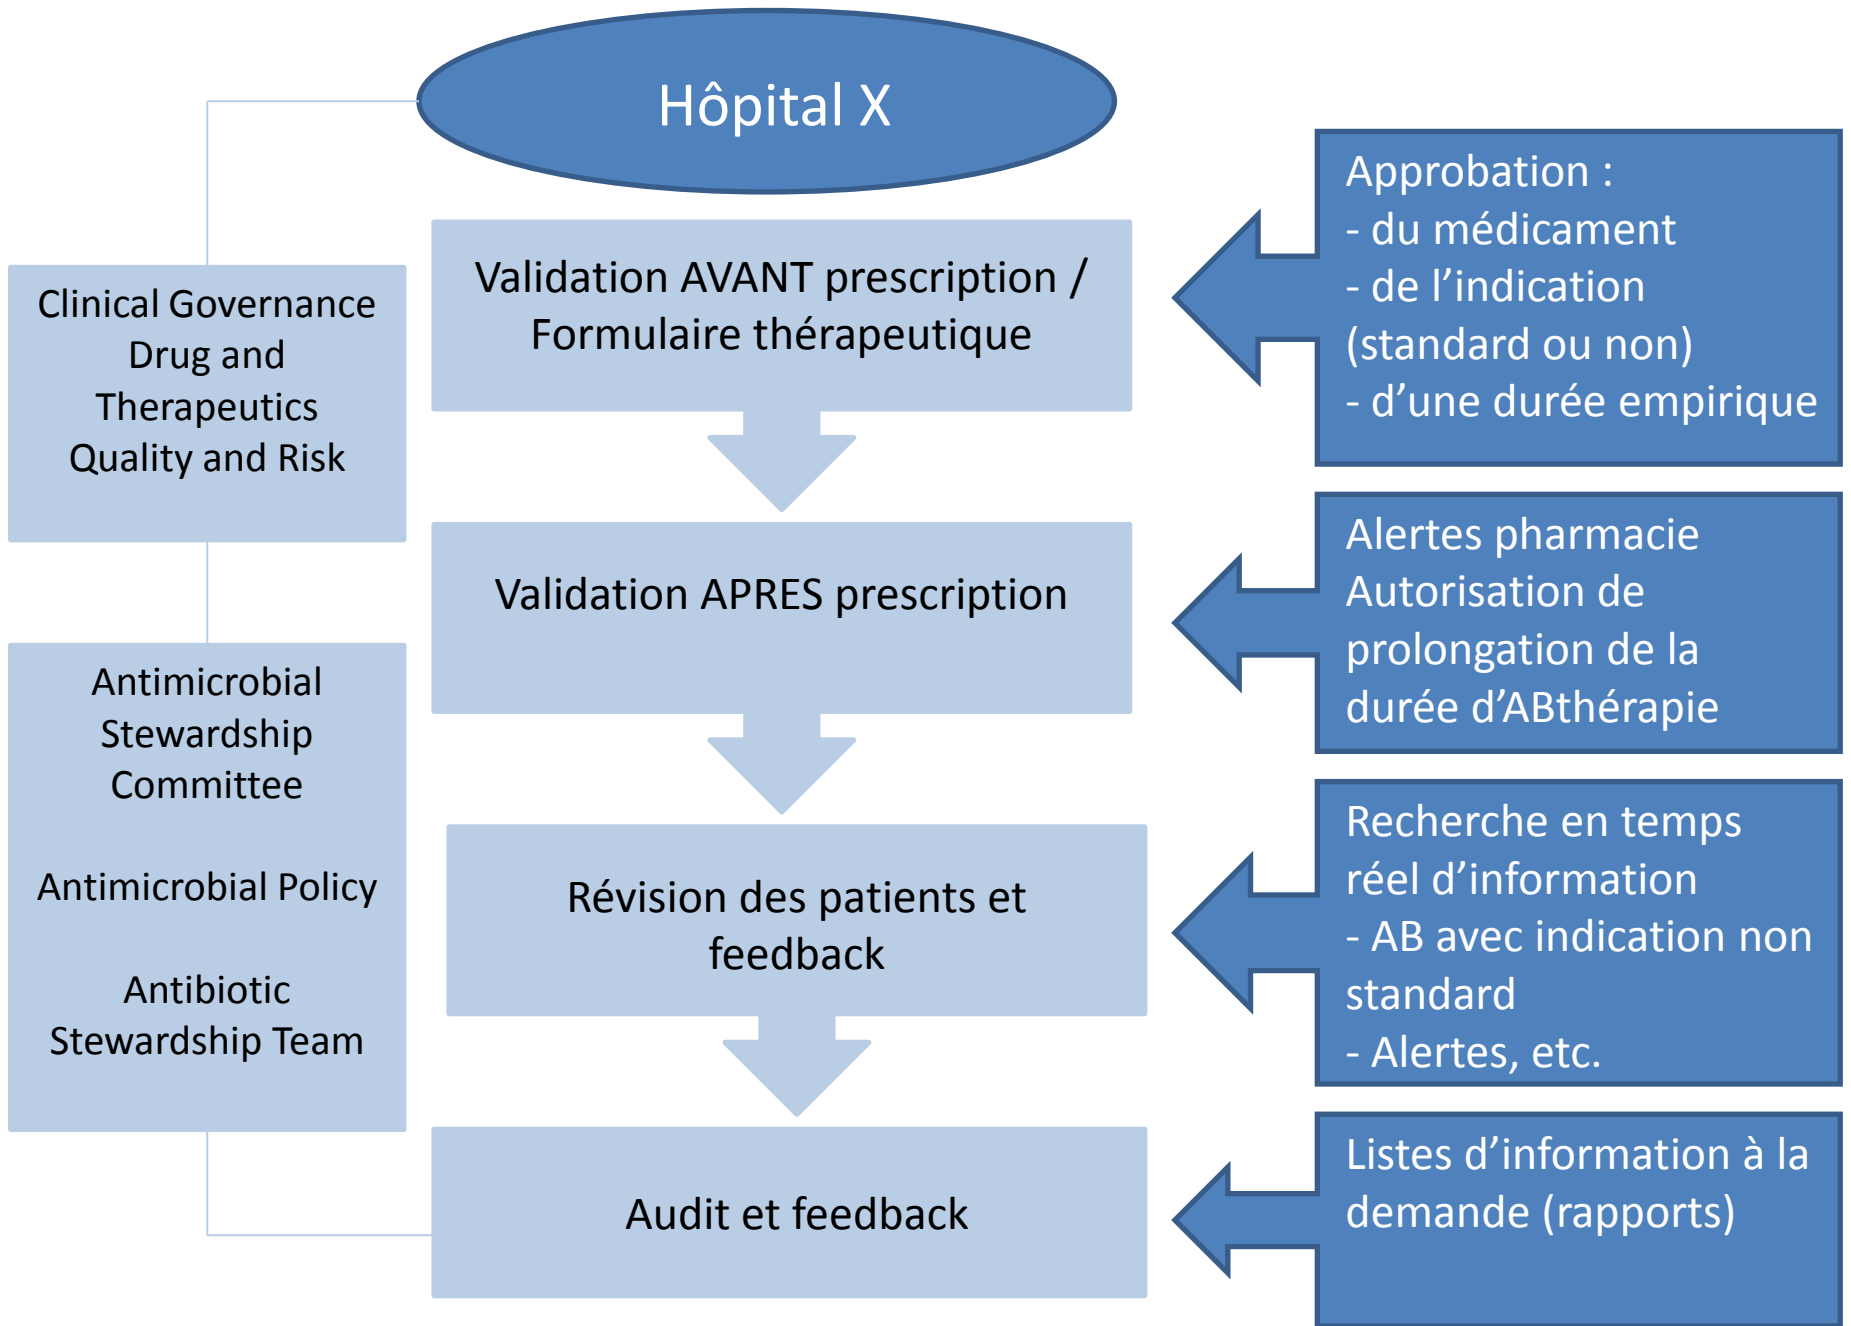 Hôpital X
Clinical Governance
Drug and
Therapeutics
Quality and Risk
Antimicrobial
Stewardship
Committee
Antimicrobial Policy
Antibiotic
Stewardship Team
Validation AVANT prescription /
Formulaire thérapeutique
Validation APRES prescription
Révision des patients et
feedback
Audit et feedback
Approbation :
- du médicament
- de l’indication
(standard ou non)
- d’une durée empirique
Alertes pharmacie
Autorisation de
prolongation de la
durée d’ABthérapie
Recherche en temps
réel d’information
- AB avec indication non
standard
- Alertes, etc.
Listes d’information à la
demande (rapports)